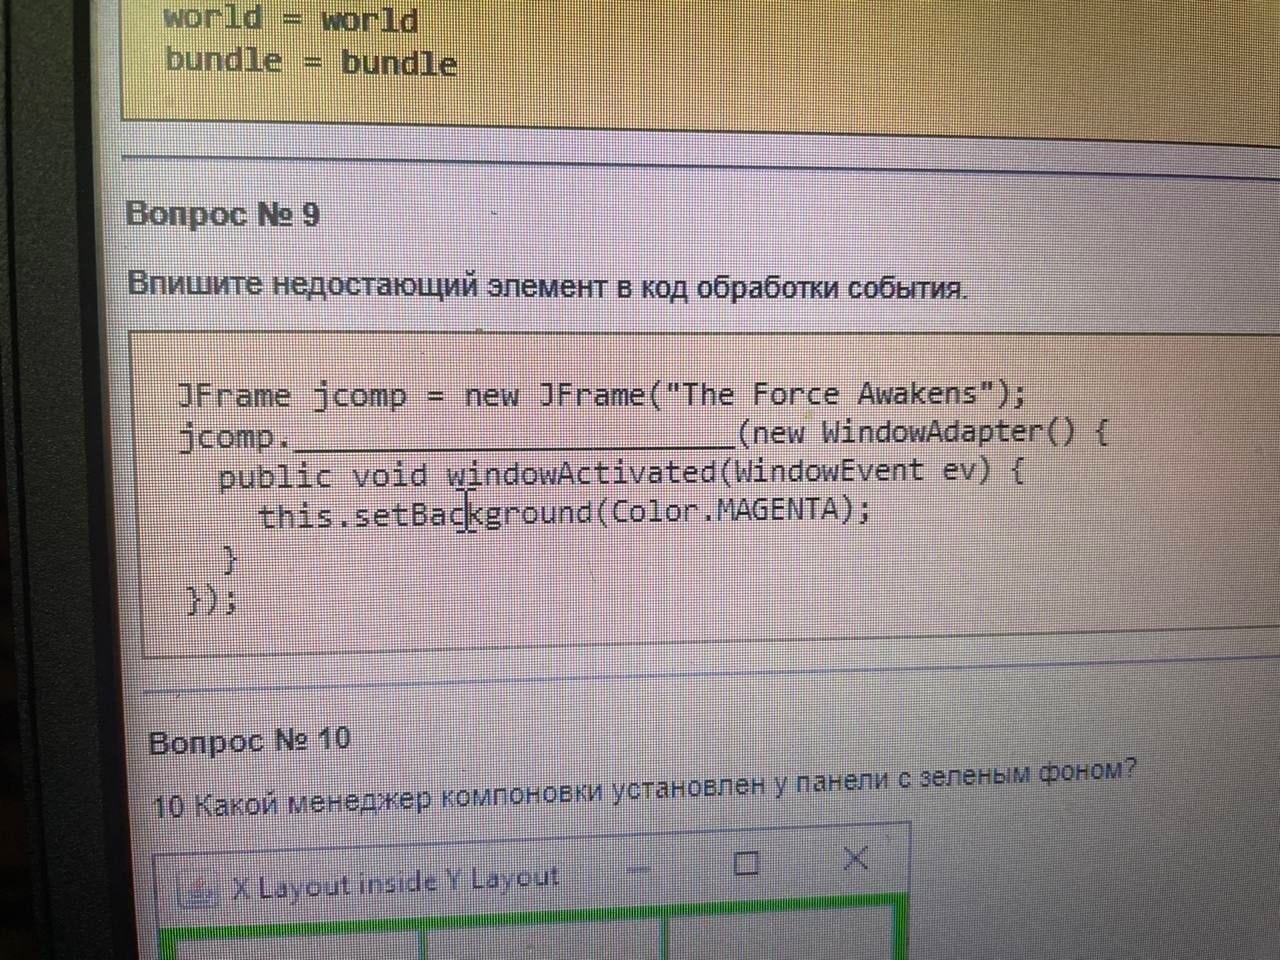 world = world
bundle = bundle
Вопрос № 9
Впишите недостающий элемент в код обработки события.
JFrame jcomp = new JFrame("The Force Awakens");
jcomp.________________________(new WindowAdapter() {
public void windowActivated(WindowEvent ev) {
this.setBackground(Color.MAGENTA);
}
});
Вопрос № 10
10 Какой менеджер компоновки установлен у панели с зеленым фоном?
X Layout inside Y Layout